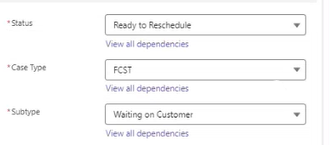 *Status
Ready to Reschedule
View all dependencies
*Case Type
FCST
View all dependencies
*Subtype
Waiting on Customer
View all dependencies